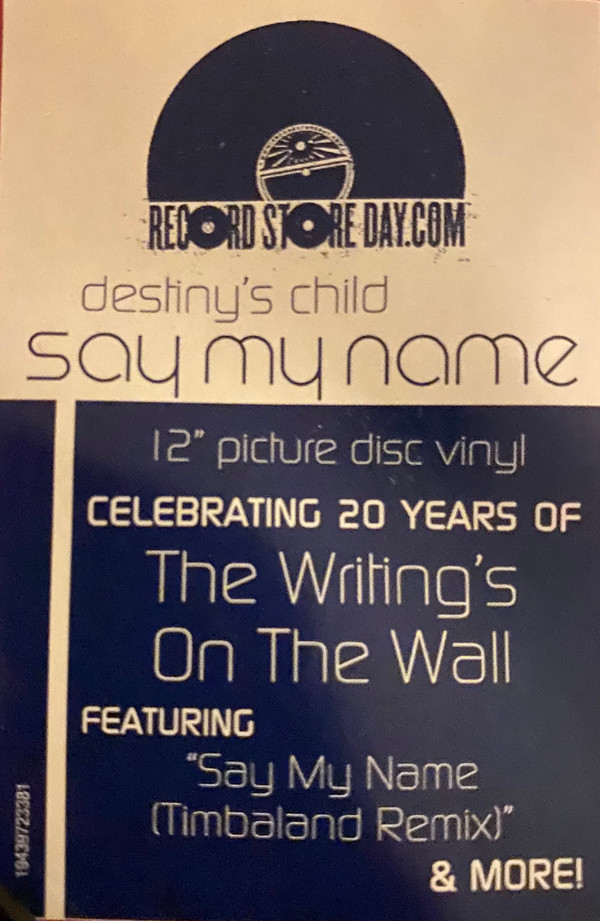 RECORD STORE DAY.COM
destiny's child
say my name
12" picture disc vinyl
CELEBRATING 20 YEARS OF
The Writing's
On The Wall
FEATURING
"Say My Name
(Timbaland Remix)"
& MORE!
19439723381